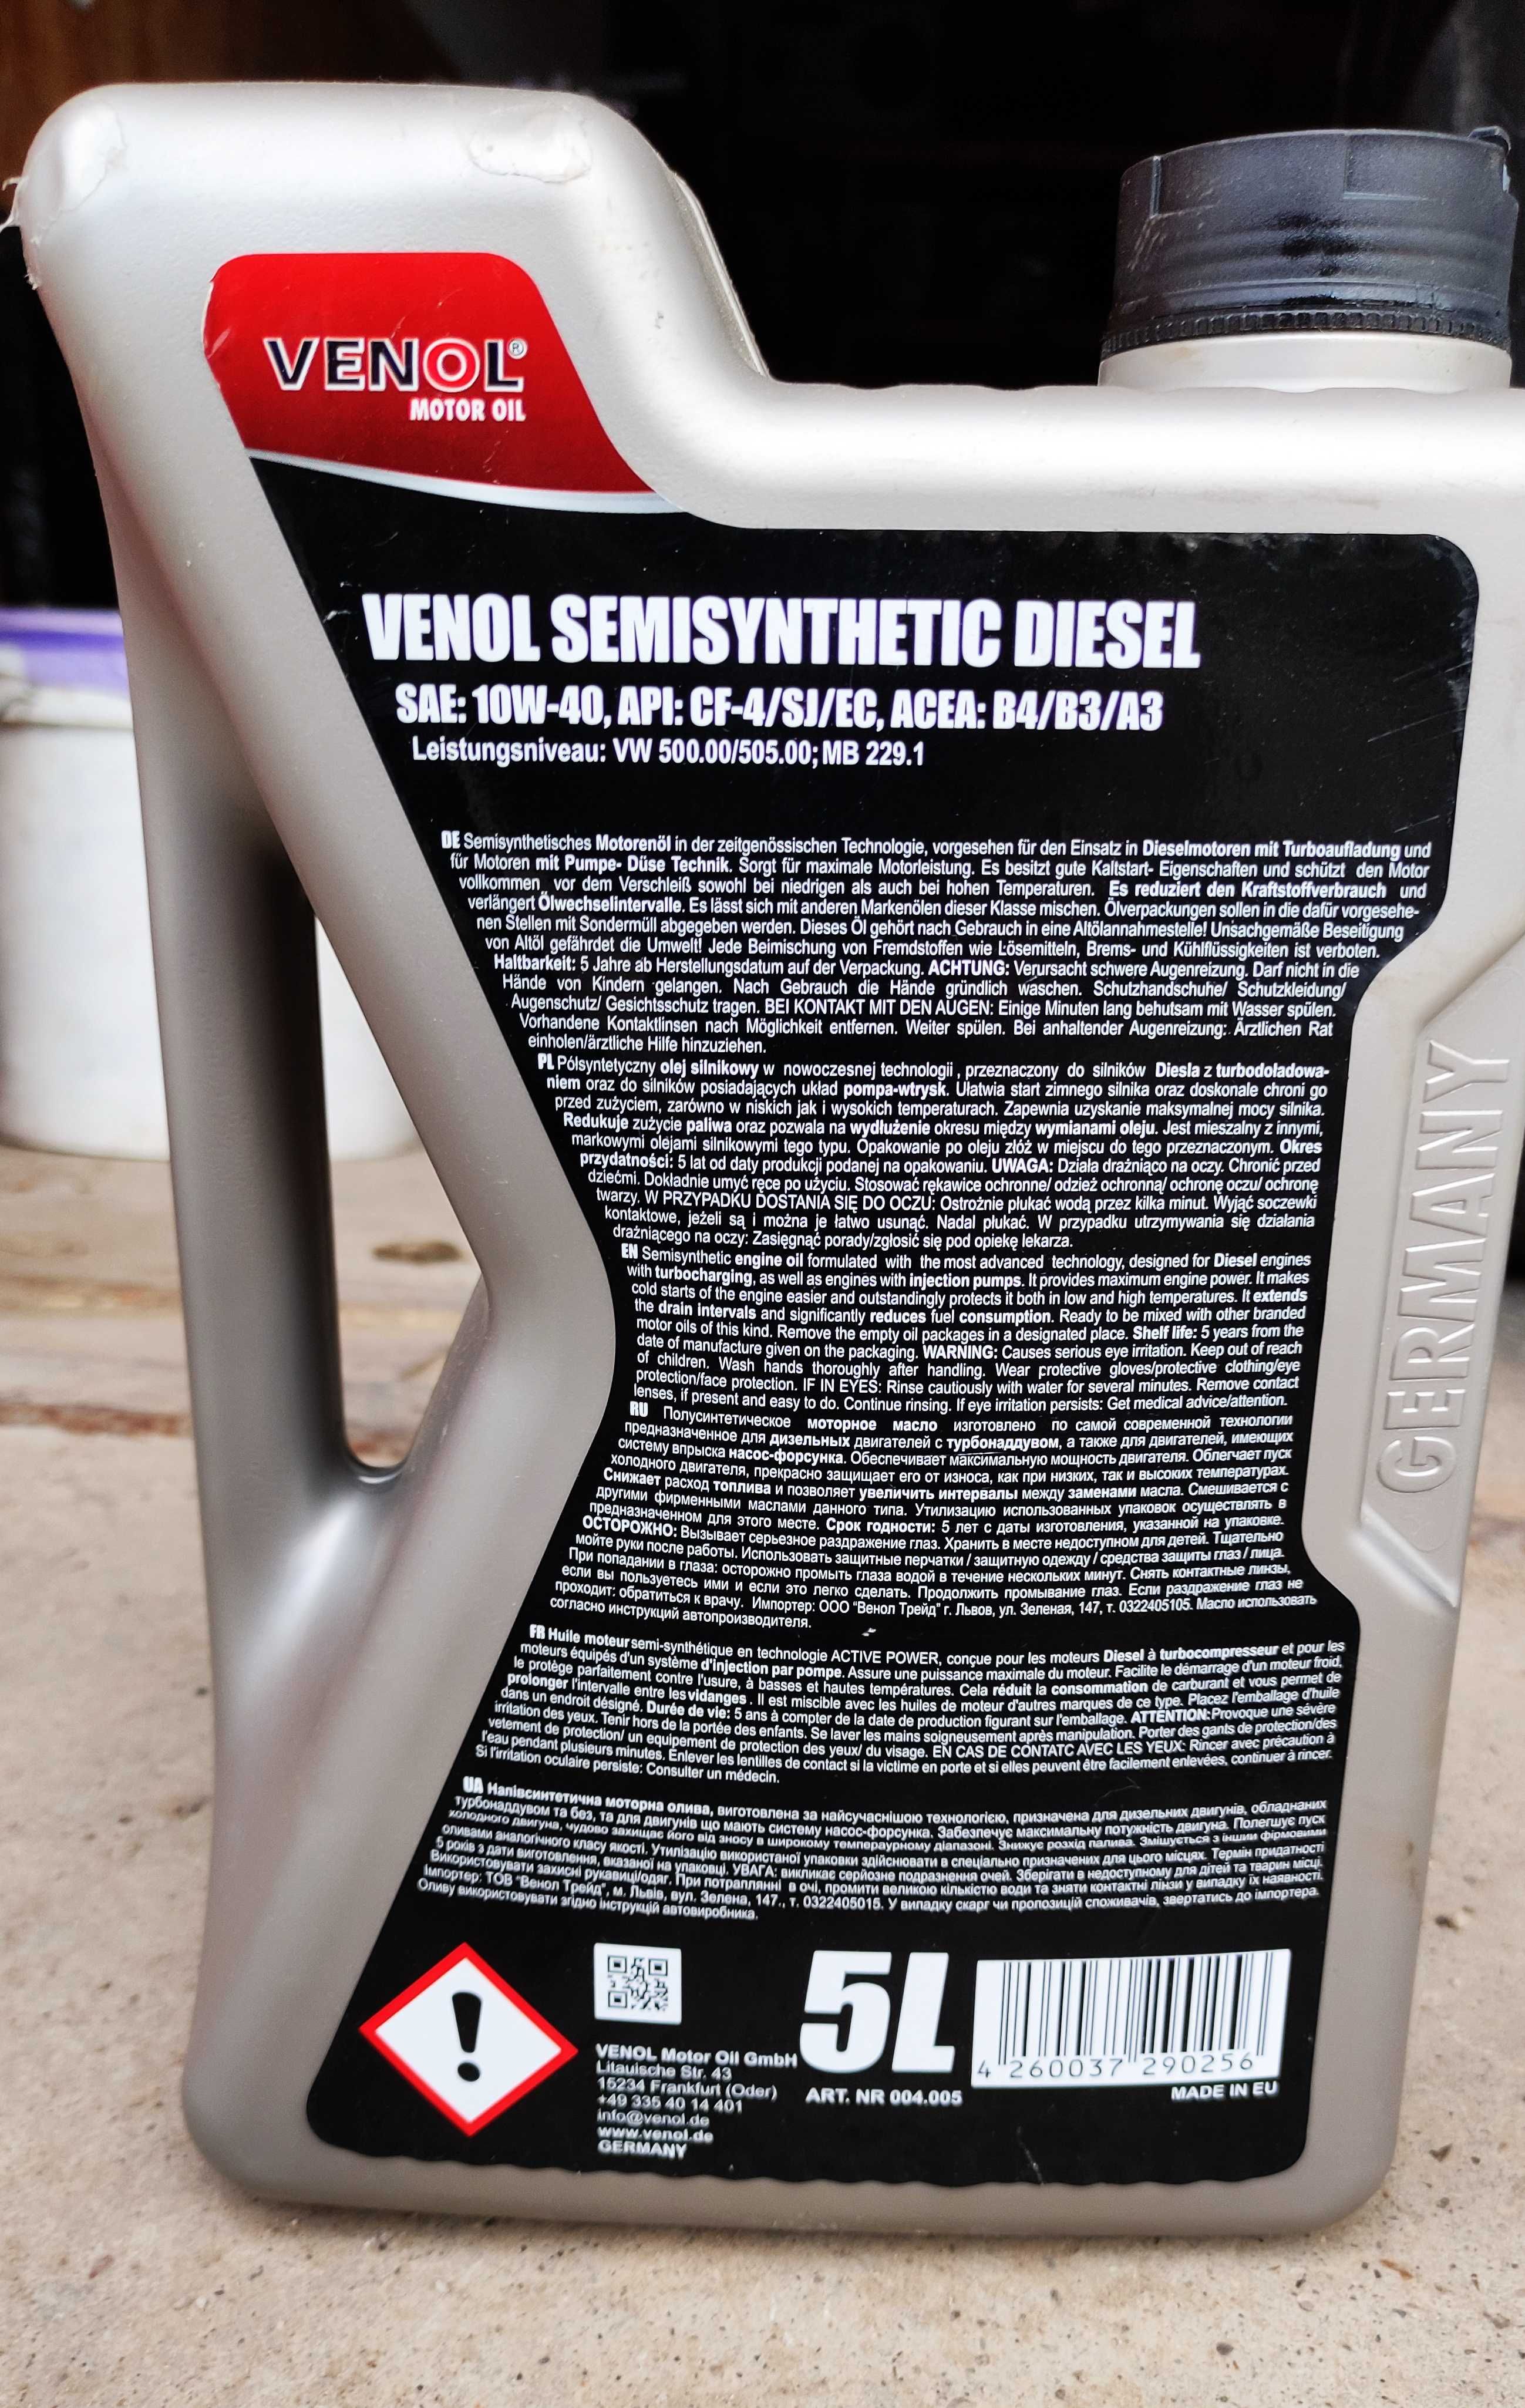 VENOL®
MOTOR OIL
VENOL SEMISYNTHETIC DIESEL
SAE: 10W-40, API: CF-4/SJ/EC, ACEA: B4/B3/A3
Leistungsniveau: VW 500.00/505.00; MB 229.1
DE Semisynthetisches Motorenöl in der zeitgenössischen Technologie, vorgesehen für den Einsatz in Dieselmotoren mit Turboaufladung und
für Motoren mit Pumpe- Düse Technik. Sorgt für maximale Motorleistung. Es besitzt gute Kaltstart- Eigenschaften und schützt den Motor
vollkommen vor dem Verschleiß sowohl bei niedrigen als auch bei hohen Temperaturen. Es reduziert den Kraftstoffverbrauch und
verlängert Ölwechselintervalle. Es lässt sich mit anderen Markenölen dieser Klasse mischen. Ölverpackungen sollen in die dafür vorgesehe-
nen Stellen mit Sondermüll abgegeben werden. Dieses Öl gehört nach Gebrauch in eine Altölannahmestelle! Unsachgemäße Beseitigung
von Altöl gefährdet die Umwelt! Jede Beimischung von Fremdstoffen wie Lösemitteln, Brems- und Kühlflüssigkeiten ist verboten.
Haltbarkeit: 5 Jahre ab Herstellungsdatum auf der Verpackung. ACHTUNG: Verursacht schwere Augenreizung. Darf nicht in die
Hände von Kindern gelangen. Nach Gebrauch die Hände gründlich waschen. Schutzhandschuhe/ Schutzkleidung/
Augenschutz/ Gesichtsschutz tragen. BEI KONTAKT MIT DEN AUGEN: Einige Minuten lang behutsam mit Wasser spülen.
Vorhandene Kontaktlinsen nach Möglichkeit entfernen. Weiter spülen. Bei anhaltender Augenreizung: Ärztlichen Rat
einholen/ärztliche Hilfe hinzuziehen.
PL Półsyntetyczny olej silnikowy w nowoczesnej technologii, przeznaczony do silników Diesla z turbodoładowa-
niem oraz do silników posiadających układ pompa-wtrysk. Ułatwia start zimnego silnika oraz doskonale chroni go
przed zużyciem, zarówno w niskich jak i wysokich temperaturach. Zapewnia uzyskanie maksymalnej mocy silnika.
Redukuje zużycie paliwa oraz pozwala na wydłużenie okresu między wymianami oleju. Jest mieszalny z innymi,
markowymi olejami silnikowymi tego typu. Opakowanie po oleju złóż w miejscu do tego przeznaczonym. Okres
przydatności: 5 lat od daty produkcji podanej na opakowaniu. UWAGA: Działa drażniąco na oczy. Chronić przed
dziećmi. Dokładnie umyć ręce po użyciu. Stosować rękawice ochronne/ odzież ochronną/ ochronę oczu/ ochronę
twarzy. W PRZYPADKU DOSTANIA SIĘ DO OCZU: Ostrożnie płukać wodą przez kilka minut. Wyjąć soczewki
kontaktowe, jeżeli są i można je łatwo usunąć. Nadal płukać. W przypadku utrzymywania się działania
drażniącego na oczy: Zasięgnąć porady/zgłosić się pod opiekę lekarza.
EN Semisynthetic engine oil formulated with the most advanced technology, designed for Diesel engines
with turbocharging, as well as engines with injection pumps. It provides maximum engine power. It makes
cold starts of the engine easier and outstandingly protects it both in low and high temperatures. It extends
the drain intervals and significantly reduces fuel consumption. Ready to be mixed with other branded
motor oils of this kind. Remove the empty oil packages in a designated place. Shelf life: 5 years from the
date of manufacture given on the packaging. WARNING: Causes serious eye irritation. Keep out of reach
of children. Wash hands thoroughly after handling. Wear protective gloves/protective clothing/eye
protection/face protection. IF IN EYES: Rinse cautiously with water for several minutes. Remove contact
lenses, if present and easy to do. Continue rinsing. If eye irritation persists: Get medical advice/attention.
RU Полусинтетическое моторное масло изготовлено по самой современной технологии
предназначенное для дизельных двигателей с турбонаддувом, а также для двигателей, имеющих
систему впрыска насос-форсунка. Обеспечивает максимальную мощность двигателя. Облегчает пуск
холодного двигателя, прекрасно защищает его от износа, как при низких, так и высоких температурах.
Снижает расход топлива и позволяет увеличить интервалы между заменами масла. Смешивается с
другими фирменными маслами данного типа. Утилизацию использованных упаковок осуществлять в
предназначенном для этого месте. Срок годности: 5 лет с даты изготовления, указанной на упаковке.
ОСТОРОЖНО: Вызывает серьезное раздражение глаз. Хранить в месте недоступном для детей. Тщательно
мойте руки после работы. Использовать защитные перчатки / защитную одежду / средства защиты глаз / лица.
При попадании в глаза: осторожно промыть глаза водой в течение нескольких минут. Снять контактные линзы,
если вы пользуетесь ими и если это легко сделать. Продолжить промывание глаз. Если раздражение глаз не
проходит: обратиться к врачу. Импортер: ООО "Венол Трейд" г. Львов, ул. Зеленая, 147, т. 0322405105. Масло использовать
согласно инструкций автопроизводителя.
FR Huile moteur semi-synthétique en technologie ACTIVE POWER, conçue pour les moteurs Diesel à turbocompresseur et pour les
moteurs équipés d'un système d'injection par pompe. Assure une puissance maximale du moteur. Facilite le démarrage d'un moteur froid,
le protège parfaitement contre l'usure, à basses et hautes températures. Cela réduit la consommation de carburant et vous permet de
prolonger l'intervalle entre les vidanges. Il est miscible avec les huiles de moteur d'autres marques de ce type. Placez l'emballage d'huile
dans un endroit désigné. Durée de vie: 5 ans à compter de la date de production figurant sur l'emballage. ATTENTION: Provoque une sévère
irritation des yeux. Tenir hors de la portée des enfants. Se laver les mains soigneusement après manipulation. Porter des gants de protection/des
vetement de protection/ un equipement de protection des yeux/ du visage. EN CAS DE CONTATC AVEC LES YEUX: Rincer avec précaution à
l'eau pendant plusieurs minutes. Enlever les lentilles de contact si la victime en porte et si elles peuvent être facilement enlevées, continuer à rincer.
Si l'irritation oculaire persiste: Consulter un médecin.
UA Напівсинтетична моторна олива, виготовлена за найсучаснішою технологією, призначена для дизельних двигунів, обладнаних
турбонаддувом та без, та для двигунів що мають систему насос-форсунка. Забезпечує максимальну потужність двигуна. Полегшує пуск
холодного двигуна, чудово захищає його від зносу в широкому температурному діапазоні. Знижує розхід палива. Змішується з іншим фірмовими
оливами аналогічного класу якості. Утилізацію використаної упаковки здійснювати в спеціально призначених для цього місцях. Термін придатності
5 років з дати виготовлення, вказаної на упаковці. УВАГА: викликає серйозне подразнення очей. Зберігати в недоступному для дітей та тварин місці.
Використовувати захисні рукавиці/одяг. При потраплянні в очі, промити великою кількістю води та зняти контактні лінзи у випадку їх наявності.
Імпортер: ТОВ "Венол Трейд", м. Львів, вул. Зелена, 147., т. 0322405015. У випадку скарг чи пропозицій споживачів, звертатись до імпортера.
Оливу використовувати згідно інструкцій автовиробника.
VENOL Motor Oil GmbH
Litauische Str. 43
15234 Frankfurt (Oder)
+49 335 40 14 401
info@venol.de
www.venol.de
GERMANY
5L
ART. NR 004.005
4 260037 290256
MADE IN EU
GERMANY